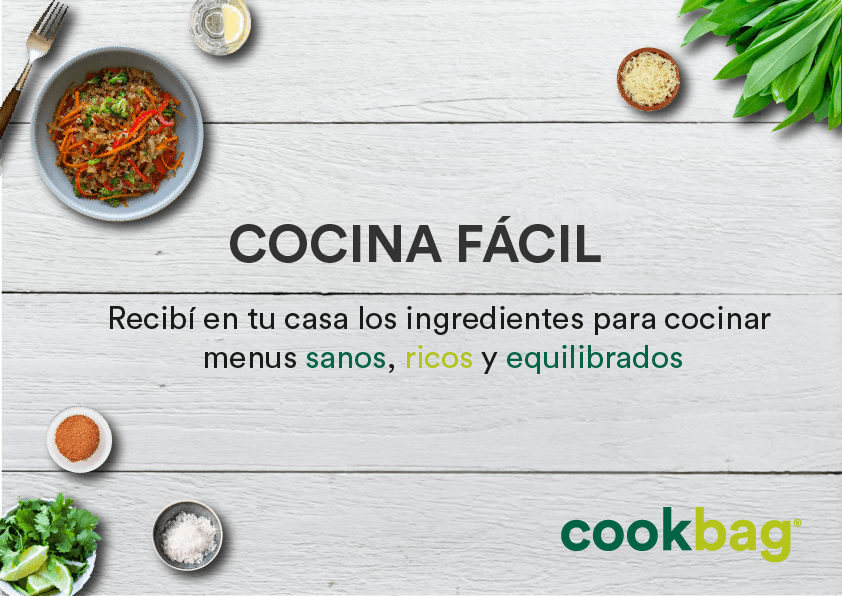 COCINA FÁCIL
Recibí en tu casa los ingredientes para cocinar
menus sanos, ricos y equilibrados
cookbag®